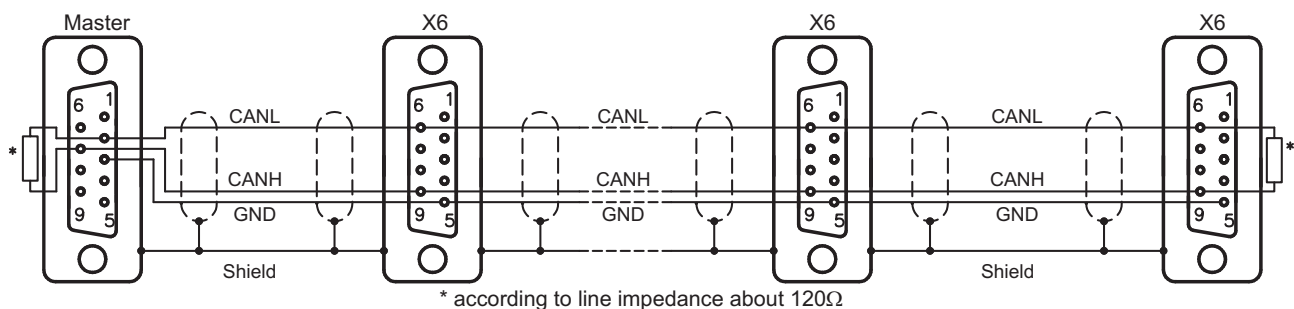 Master X6 X6 X6
6 1 6 1 6 1 6 1
CANL CANL CANL
* *
CANH CANH CANH
9 5 GND 9 5 GND 9 5 GND 9 5
Shield Shield
* according to line impedance about 120Ω